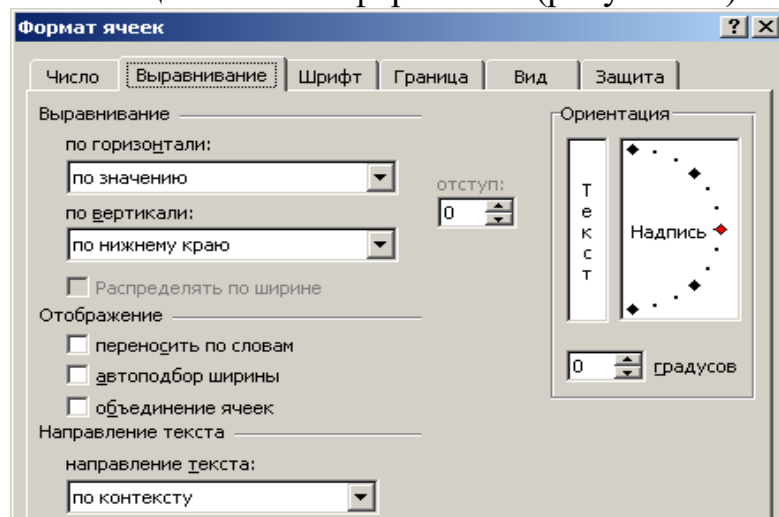 Формат ячеек
Число Выравнивание Шрифт Граница Вид Защита
Выравнивание
по горизонтали:
по значению
отступ:
0
по вертикали:
по нижнему краю
Распределять по ширине
Отображение
переносить по словам
автоподбор ширины
объединение ячеек
Направление текста
направление текста:
по контексту
Ориентация
Текст
Надпись
0 градусов